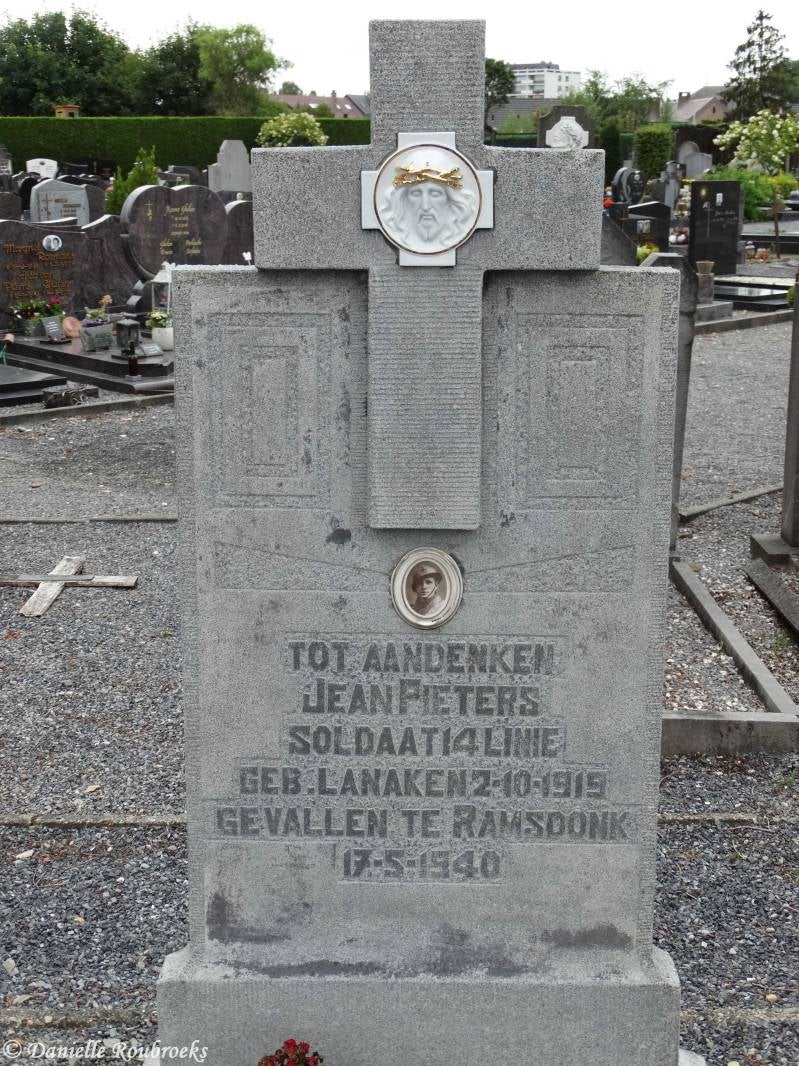 TOT AANDENKEN
JEAN PIETERS
SOLDAAT 14 LINIE
GEB. LANAKEN 2-10-1919
GEVALLEN TE RAMSDONK
17-5-1940
© Danielle Roubroeks